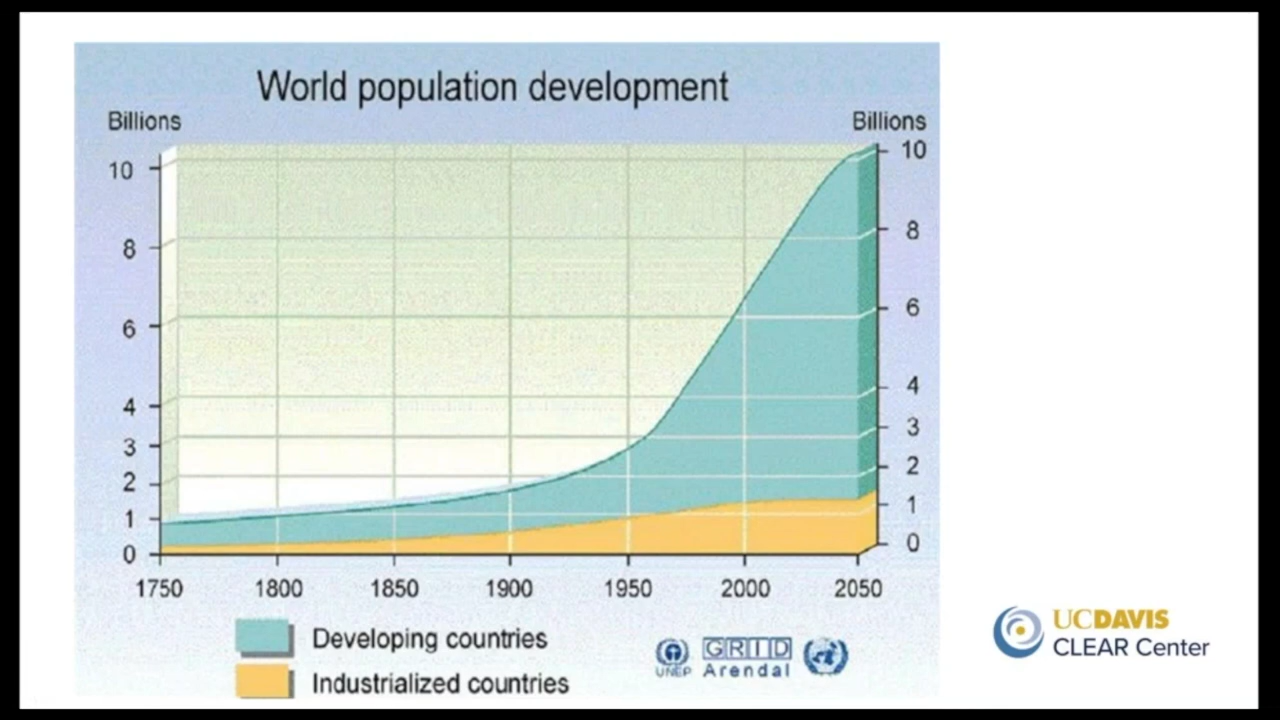 World population development
Billions
Billions
10
8
6
4
3
2
1
0
10
8
6
4
3
2
1
0
1750 1800 1850 1900 1950 2000 2050
Developing countries
Industrialized countries
UNEP
GRID
Arendal
UCDAVIS
CLEAR Center